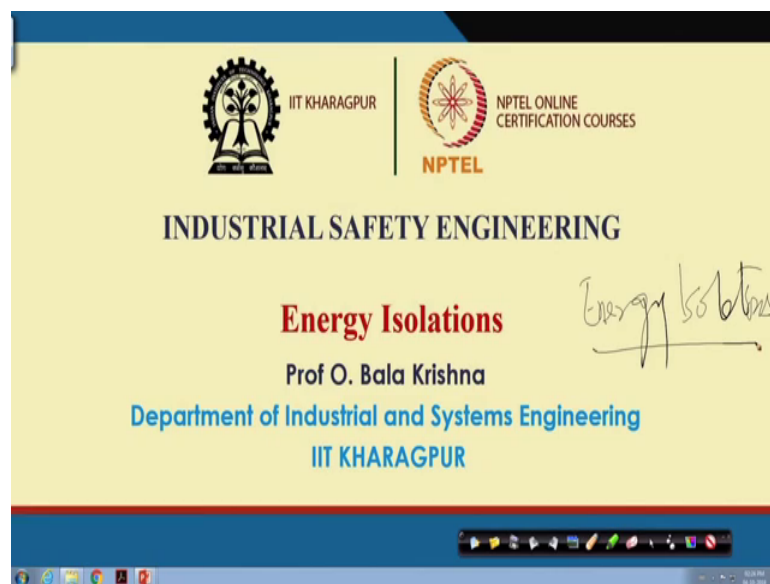 IIT KHARAGPUR
NPTEL ONLINE
CERTIFICATION COURSES
NPTEL
INDUSTRIAL SAFETY ENGINEERING
Energy Isolations
Energy Isolations
Prof O. Bala Krishna
Department of Industrial and Systems Engineering
IIT KHARAGPUR